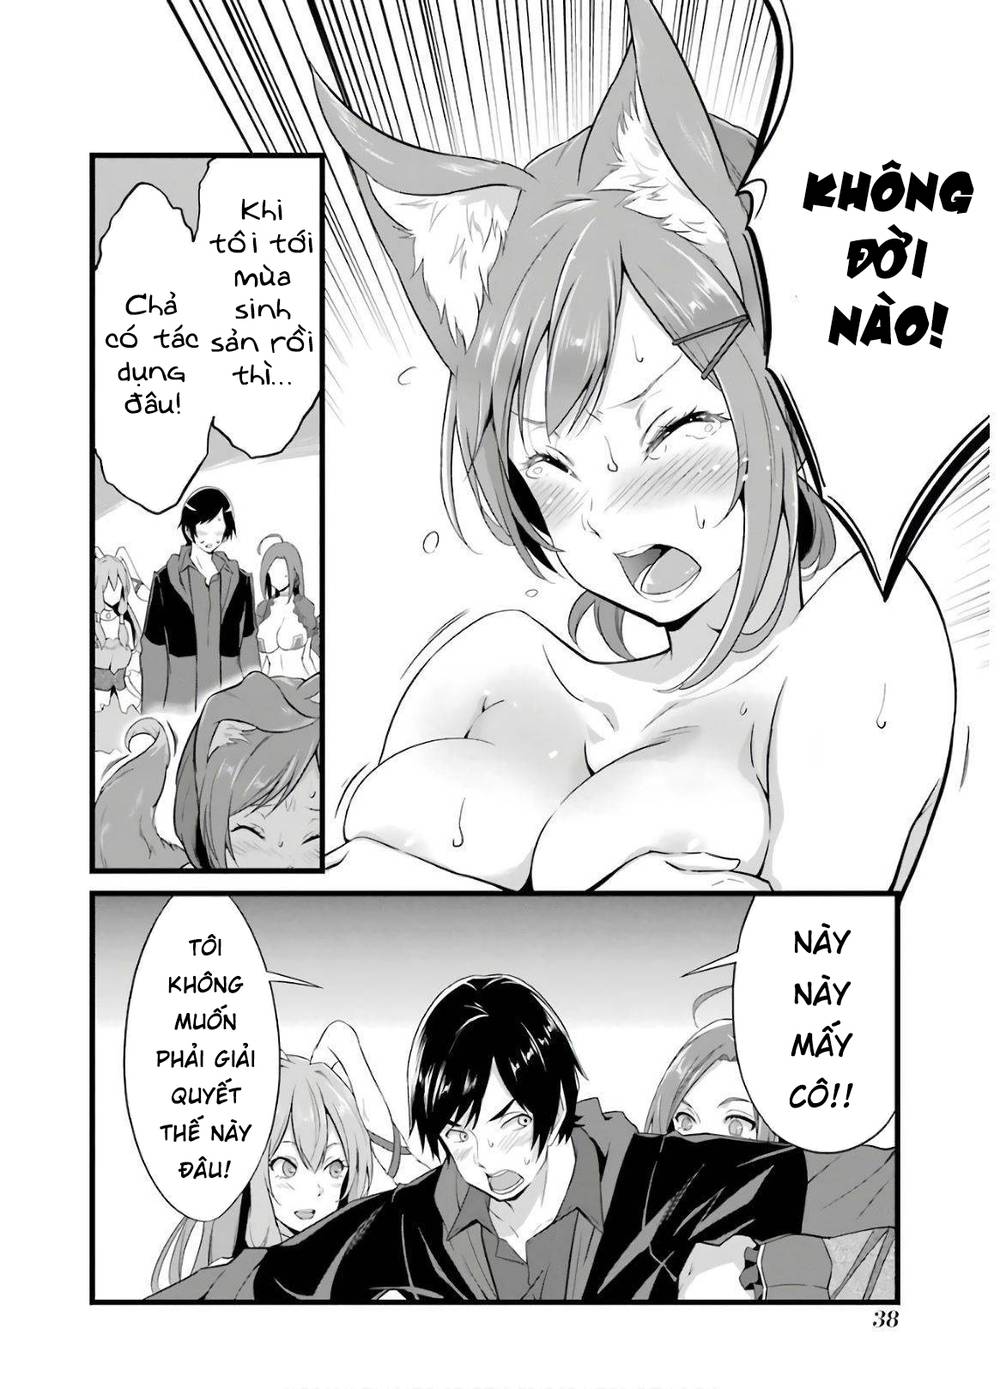 KHÔNG
ĐỜI
NÀO!
Khi
tôi tới
mùa
sinh
sản rồi
thì...
Chả
có tác
dụng
đâu!
NÀY
NÀY
MẤY
CÔ!!
TÔI
KHÔNG
MUỐN
PHẢI GIẢI
QUYẾT
THẾ NÀY
ĐÂU!
38